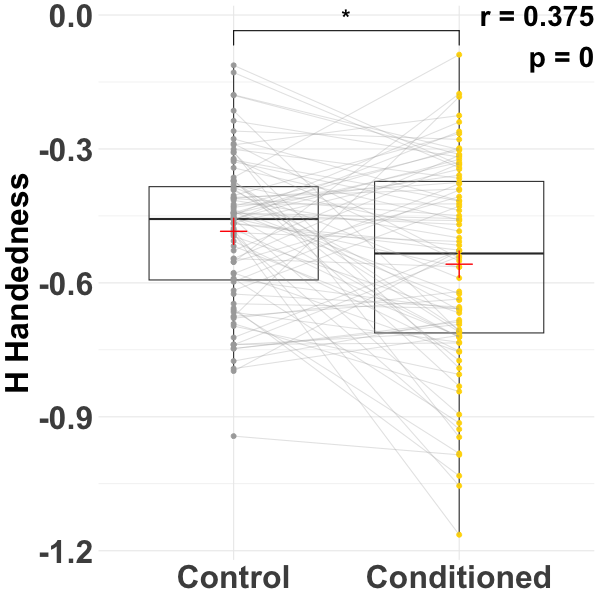 0.0
*
r = 0.375
p = 0
-0.3
-0.6
-0.9
-1.2
H Handedness
Control
Conditioned